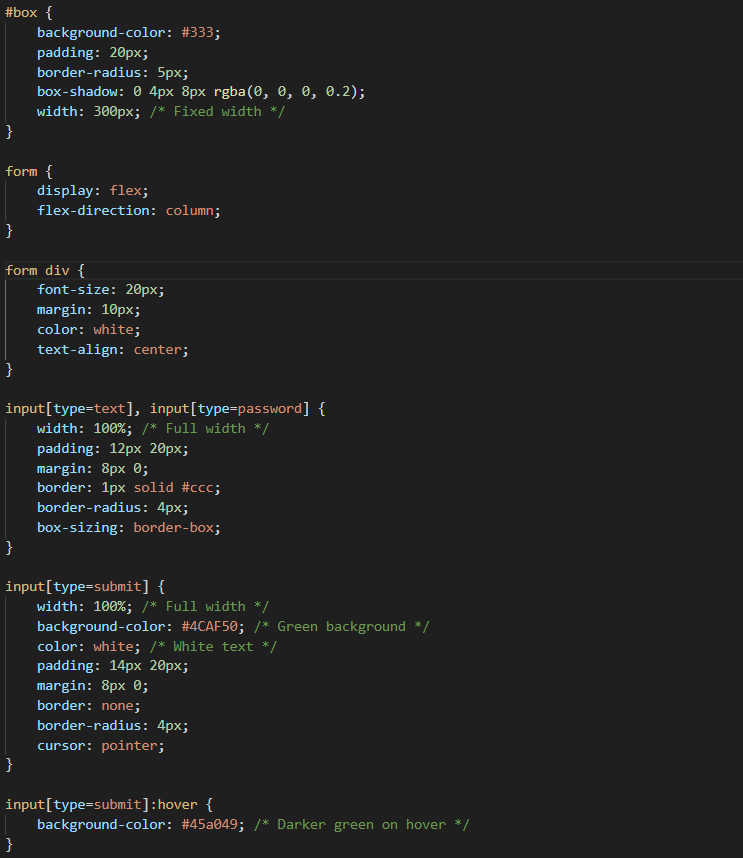 #box {
    background-color: #333;
    padding: 20px;
    border-radius: 5px;
    box-shadow: 0 4px 8px rgba(0, 0, 0, 0.2);
    width: 300px; /* Fixed width */
}

form {
    display: flex;
    flex-direction: column;
}

form div {
    font-size: 20px;
    margin: 10px;
    color: white;
    text-align: center;
}

input[type=text], input[type=password] {
    width: 100%; /* Full width */
    padding: 12px 20px;
    margin: 8px 0;
    border: 1px solid #ccc;
    border-radius: 4px;
    box-sizing: border-box;
}

input[type=submit] {
    width: 100%; /* Full width */
    background-color: #4CAF50; /* Green background */
    color: white; /* White text */
    padding: 14px 20px;
    margin: 8px 0;
    border: none;
    border-radius: 4px;
    cursor: pointer;
}

input[type=submit]:hover {
    background-color: #45a049; /* Darker green on hover */
}